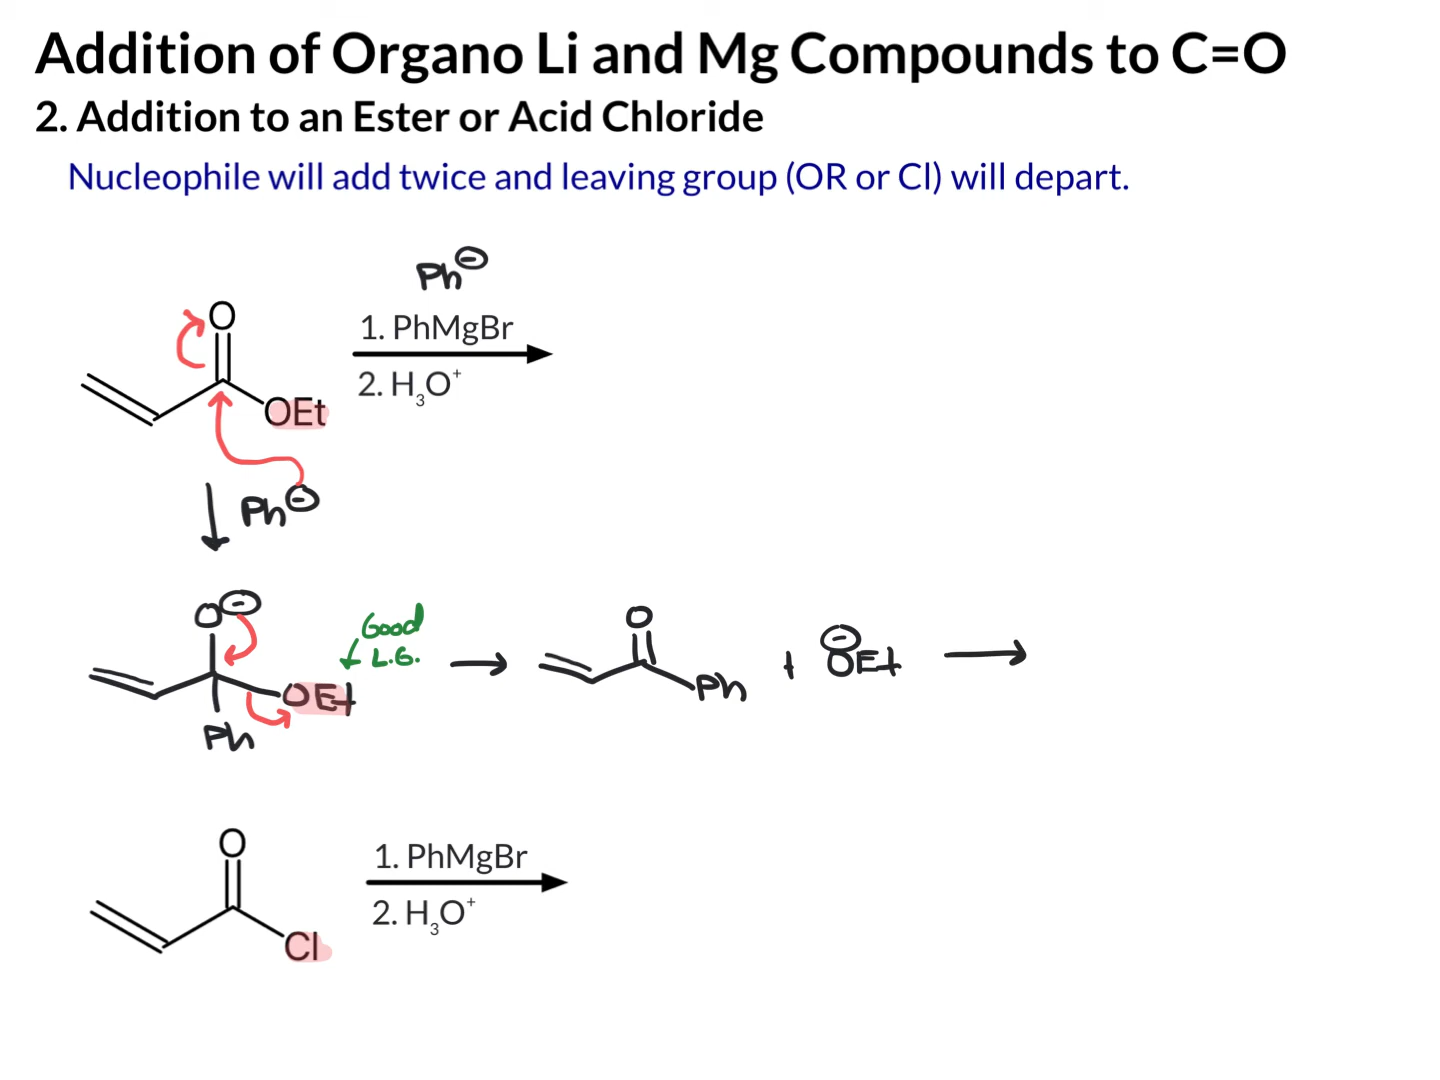 Addition of Organo Li and Mg Compounds to C=O
2. Addition to an Ester or Acid Chloride
Nucleophile will add twice and leaving group (OR or Cl) will depart.
Ph⊖
O
1. PhMgBr
2. H₃O⁺
OEt
Ph⊖
O⊖
Good
L.G.
OEt
Ph
O
Ph
+ ⊖OEt
O
1. PhMgBr
2. H₃O⁺
Cl